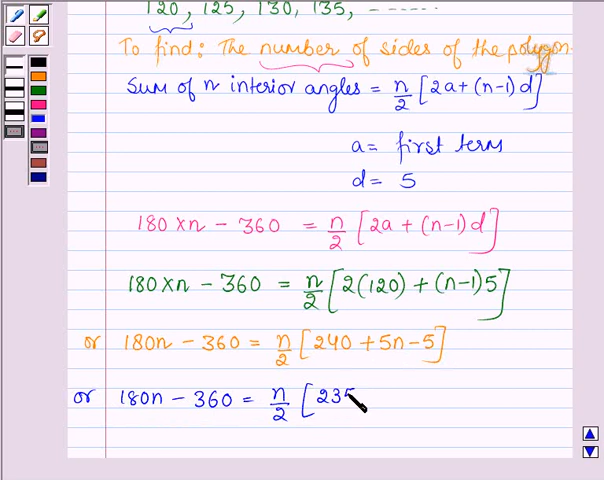 120, 125, 130, 135, ------
To find: The number of sides of the polygon
Sum of n interior angles = n/2 [2a+(n-1)d]
a= first term
d= 5
180×n - 360 = n/2 [2a + (n-1)d]
180×n - 360 = n/2 [2(120) + (n-1)5]
or 180n - 360 = n/2 [240 + 5n - 5]
or 180n - 360 = n/2 [235